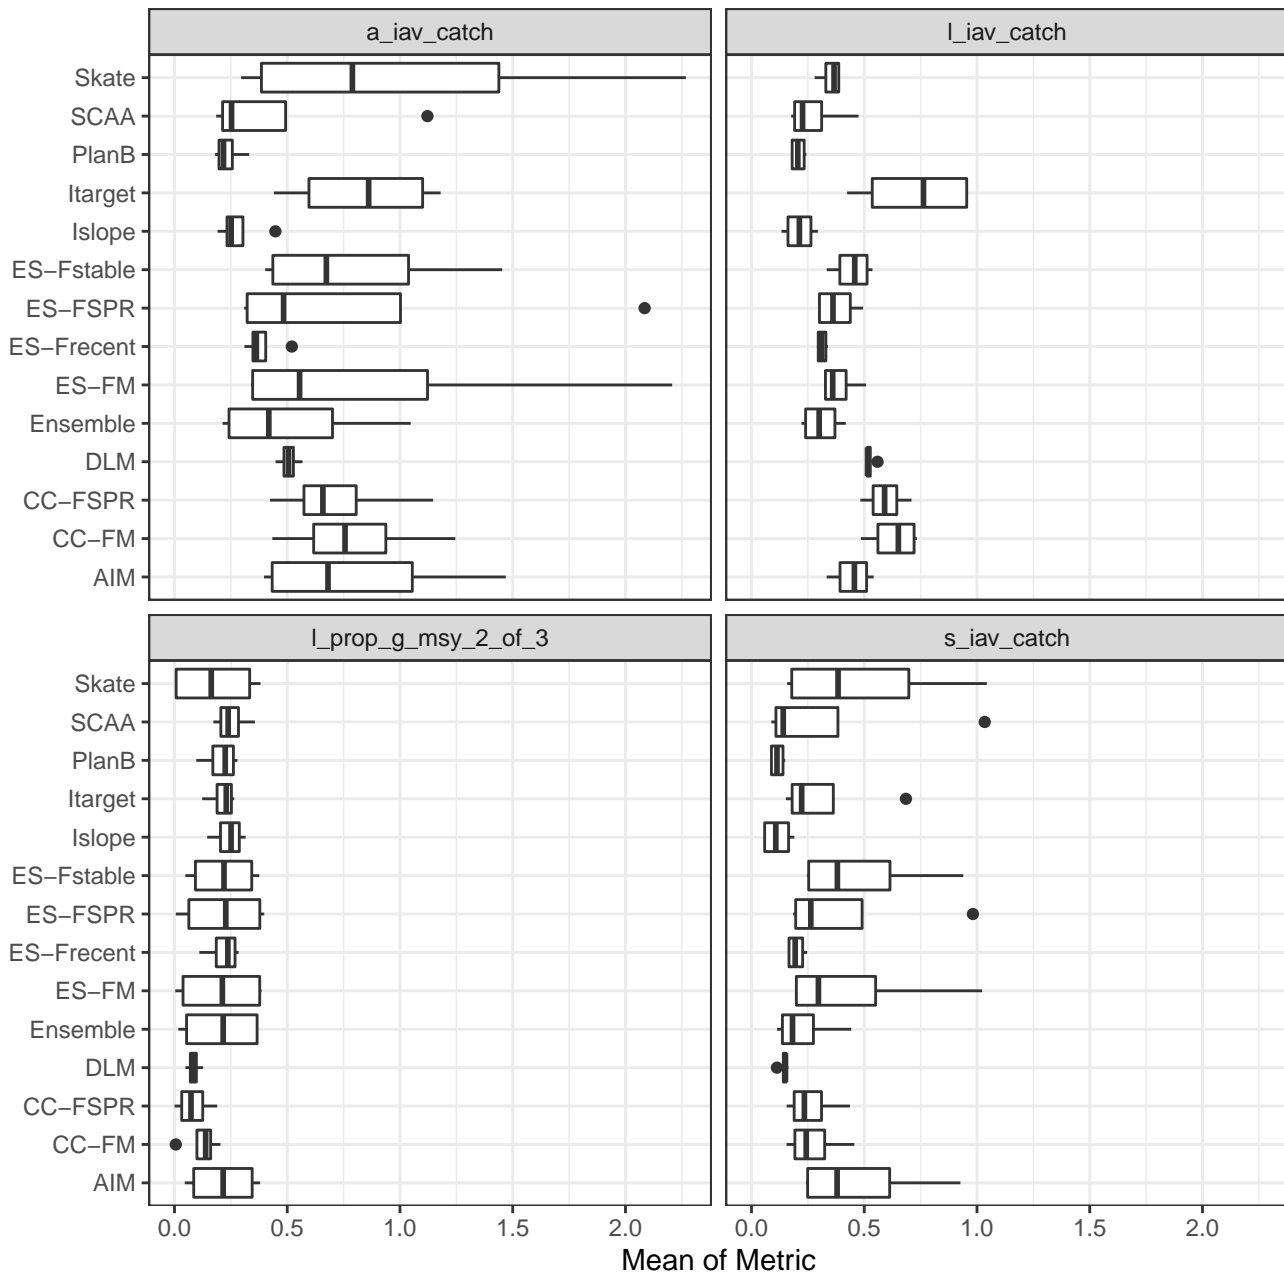 a_iav_catch
l_iav_catch
Skate
SCAA
PlanB
Itarget
Islope
ES−Fstable
ES−FSPR
ES−Frecent
ES−FM
Ensemble
DLM
CC−FSPR
CC−FM
AIM
l_prop_g_msy_2_of_3
s_iav_catch
Skate
SCAA
PlanB
Itarget
Islope
ES−Fstable
ES−FSPR
ES−Frecent
ES−FM
Ensemble
DLM
CC−FSPR
CC−FM
AIM
0.0 0.5 1.0 1.5 2.0
0.0 0.5 1.0 1.5 2.0
Mean of Metric